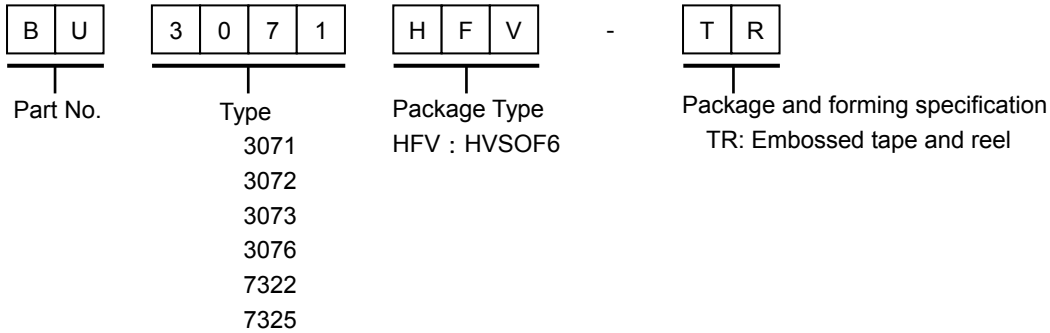 B U 3 0 7 1 H F V - T R
Part No. Type Package Type Package and forming specification
3071 HFV : HVSOF6 TR: Embossed tape and reel
3072
3073
3076
7322
7325